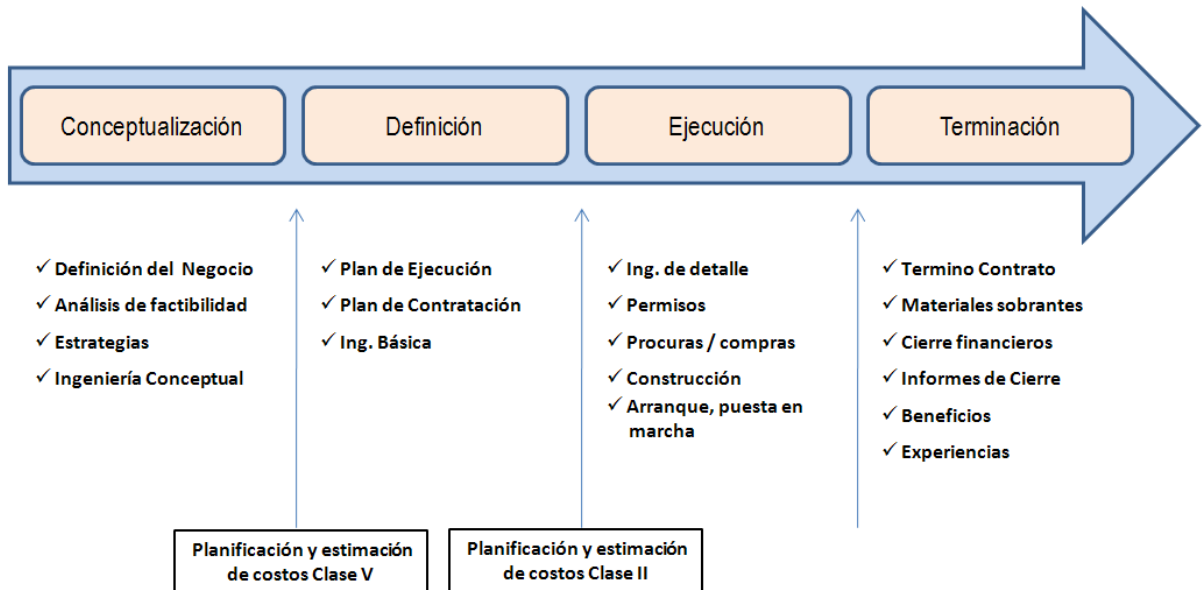 Conceptualización
Definición
Ejecución
Terminación
✓ Definición del Negocio
✓ Análisis de factibilidad
✓ Estrategias
✓ Ingeniería Conceptual
✓ Plan de Ejecución
✓ Plan de Contratación
✓ Ing. Básica
✓ Ing. de detalle
✓ Permisos
✓ Procuras / compras
✓ Construcción
✓ Arranque, puesta en
marcha
✓ Termino Contrato
✓ Materiales sobrantes
✓ Cierre financieros
✓ Informes de Cierre
✓ Beneficios
✓ Experiencias
Planificación y estimación
de costos Clase V
Planificación y estimación
de costos Clase II